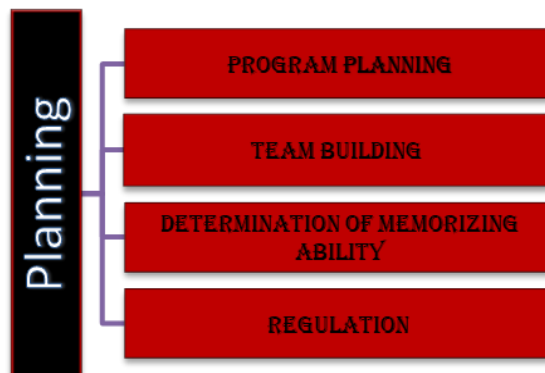 Planning
PROGRAM PLANNING
TEAM BUILDING
DETERMINATION OF MEMORIZING
ABILITY
REGULATION